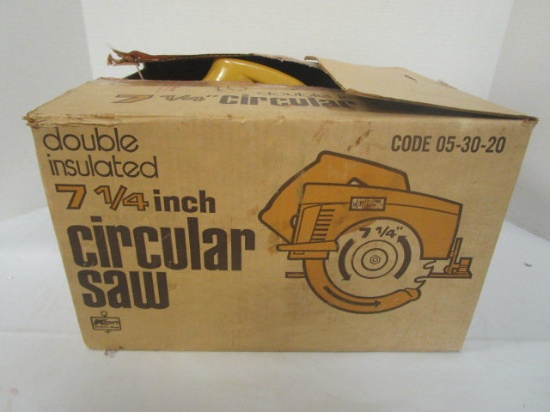 7 1/4" circular
double
insulated
7 1/4 inch
circular
saw
CODE 05-30-20
7 1/4"